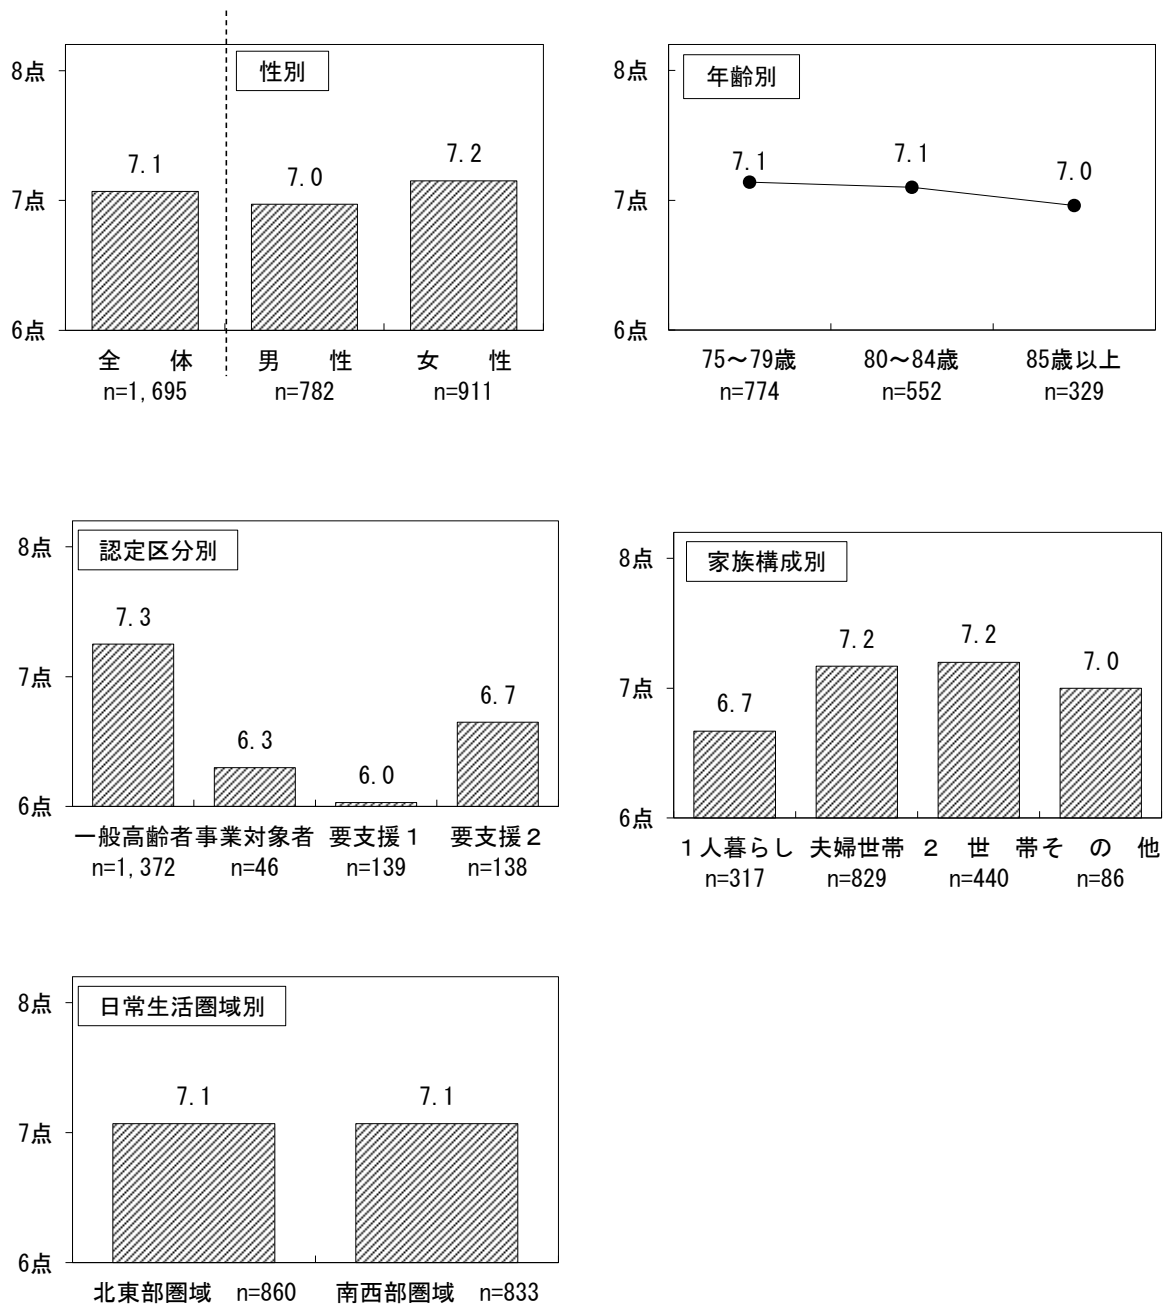 性別
8点
7点
6点
7.1
7.0
7.2
全 体
男 性
女 性
n=1,695
n=782
n=911
年齢別
8点
7点
6点
7.1
7.1
7.0
75～79歳
80～84歳
85歳以上
n=774
n=552
n=329
認定区分別
8点
7点
6点
7.3
6.3
6.0
6.7
一般高齢者
事業対象者
要支援１
要支援２
n=1,372
n=46
n=139
n=138
家族構成別
8点
7点
6点
6.7
7.2
7.2
7.0
１人暮らし
夫婦世帯
２ 世 帯
そ の 他
n=317
n=829
n=440
n=86
日常生活圏域別
8点
7点
6点
7.1
7.1
北東部圏域 n=860
南西部圏域 n=833